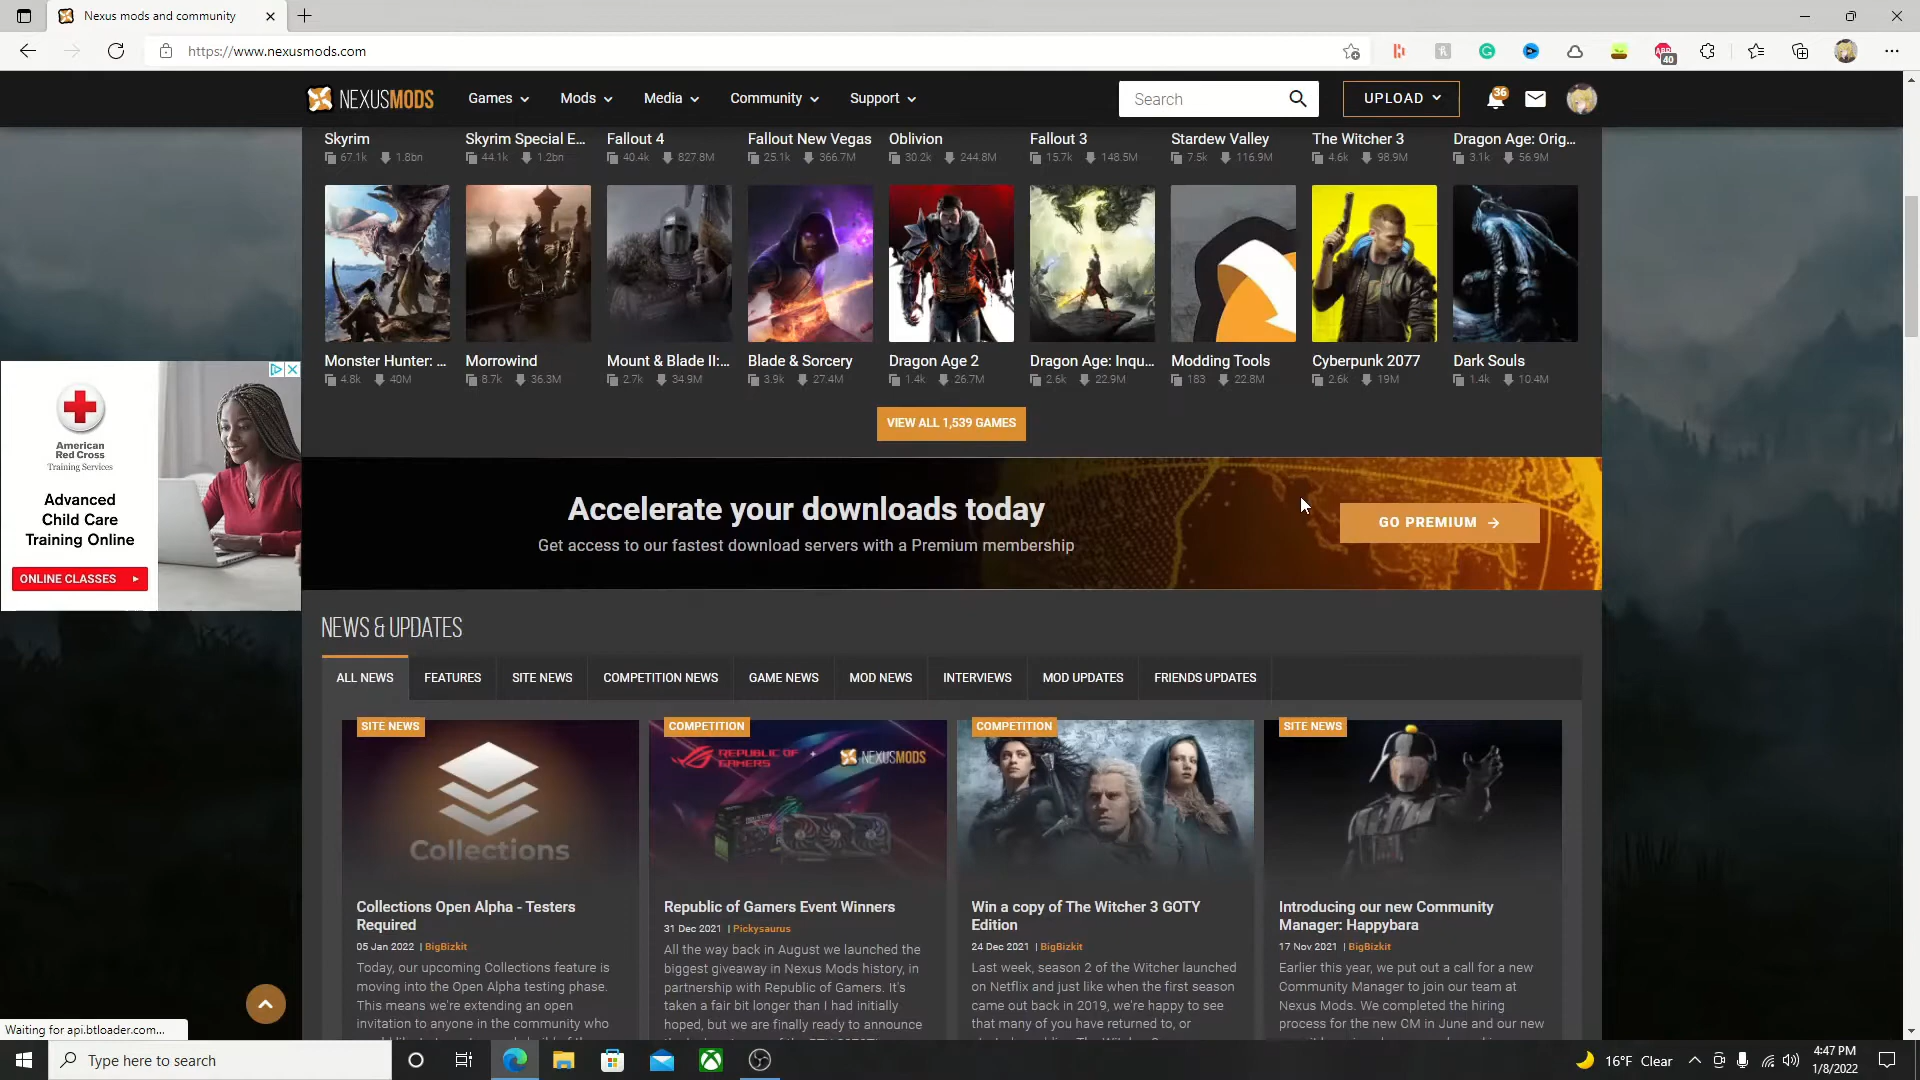 Nexus mods and community
https://www.nexusmods.com
40
NEXUSMODS
Games
Mods
Media
Community
Support
Search
UPLOAD
36
Skyrim
Skyrim Special E...
Fallout 4
Fallout New Vegas
Oblivion
Fallout 3
Stardew Valley
The Witcher 3
Dragon Age: Orig...
67.1k 1.8bn
44.1k 1.2bn
40.4k 827.8M
25.1k 366.7M
30.2k 244.8M
15.7k 148.5M
7.5k 116.9M
4.6k 98.9M
3.1k 56.9M
Monster Hunter: ...
Morrowind
Mount & Blade II:...
Blade & Sorcery
Dragon Age 2
Dragon Age: Inqu...
Modding Tools
Cyberpunk 2077
Dark Souls
4.8k 40M
8.7k 36.3M
2.7k 34.9M
3.9k 27.4M
1.4k 26.7M
2.6k 22.9M
183 22.8M
2.6k 19M
1.4k 10.4M
VIEW ALL 1,539 GAMES
American
Red Cross
Training Services
Advanced
Child Care
Training Online
ONLINE CLASSES
Accelerate your downloads today
Get access to our fastest download servers with a Premium membership
GO PREMIUM
NEWS & UPDATES
ALL NEWS
FEATURES
SITE NEWS
COMPETITION NEWS
GAME NEWS
MOD NEWS
INTERVIEWS
MOD UPDATES
FRIENDS UPDATES
SITE NEWS
Collections
Collections Open Alpha - Testers
Required
05 Jan 2022 | BigBizkit
Today, our upcoming Collections feature is
moving into the Open Alpha testing phase.
This means we're extending an open
invitation to anyone in the community who
COMPETITION
REPUBLIC OF
GAMERS
+ NEXUSMODS
Republic of Gamers Event Winners
31 Dec 2021 | Pickysaurus
All the way back in August we launched the
biggest giveaway in Nexus Mods history, in
partnership with Republic of Gamers. It's
taken a fair bit longer than I had initially
hoped, but we are finally ready to announce
COMPETITION
Win a copy of The Witcher 3 GOTY
Edition
24 Dec 2021 | BigBizkit
Last week, season 2 of the Witcher launched
on Netflix and just like when the first season
came out back in 2019, we're happy to see
that many of you have returned to, or
SITE NEWS
Introducing our new Community
Manager: Happybara
17 Nov 2021 | BigBizkit
Earlier this year, we put out a call for a new
Community Manager to join our team at
Nexus Mods. We completed the hiring
process for the new CM in June and our new
Waiting for api.btloader.com...
Type here to search
16°F Clear
4:47 PM
1/8/2022